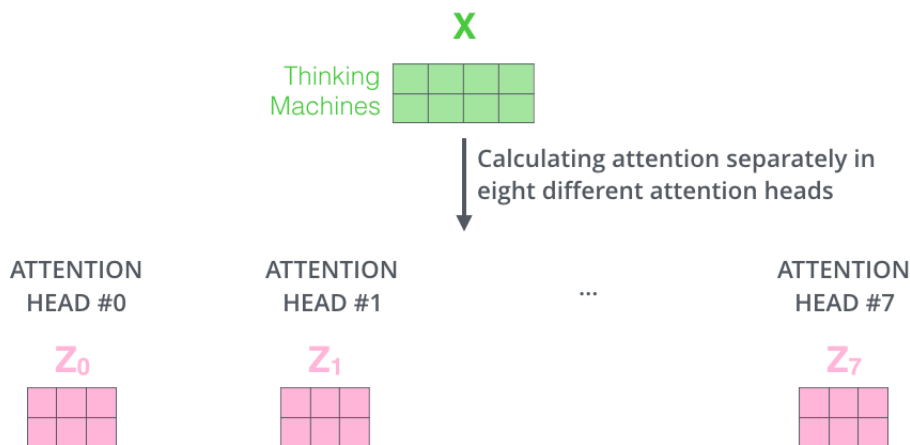 X
Thinking
Machines
Calculating attention separately in
eight different attention heads
ATTENTION
HEAD #0
ATTENTION
HEAD #1
...
ATTENTION
HEAD #7
Z0
Z1
Z7